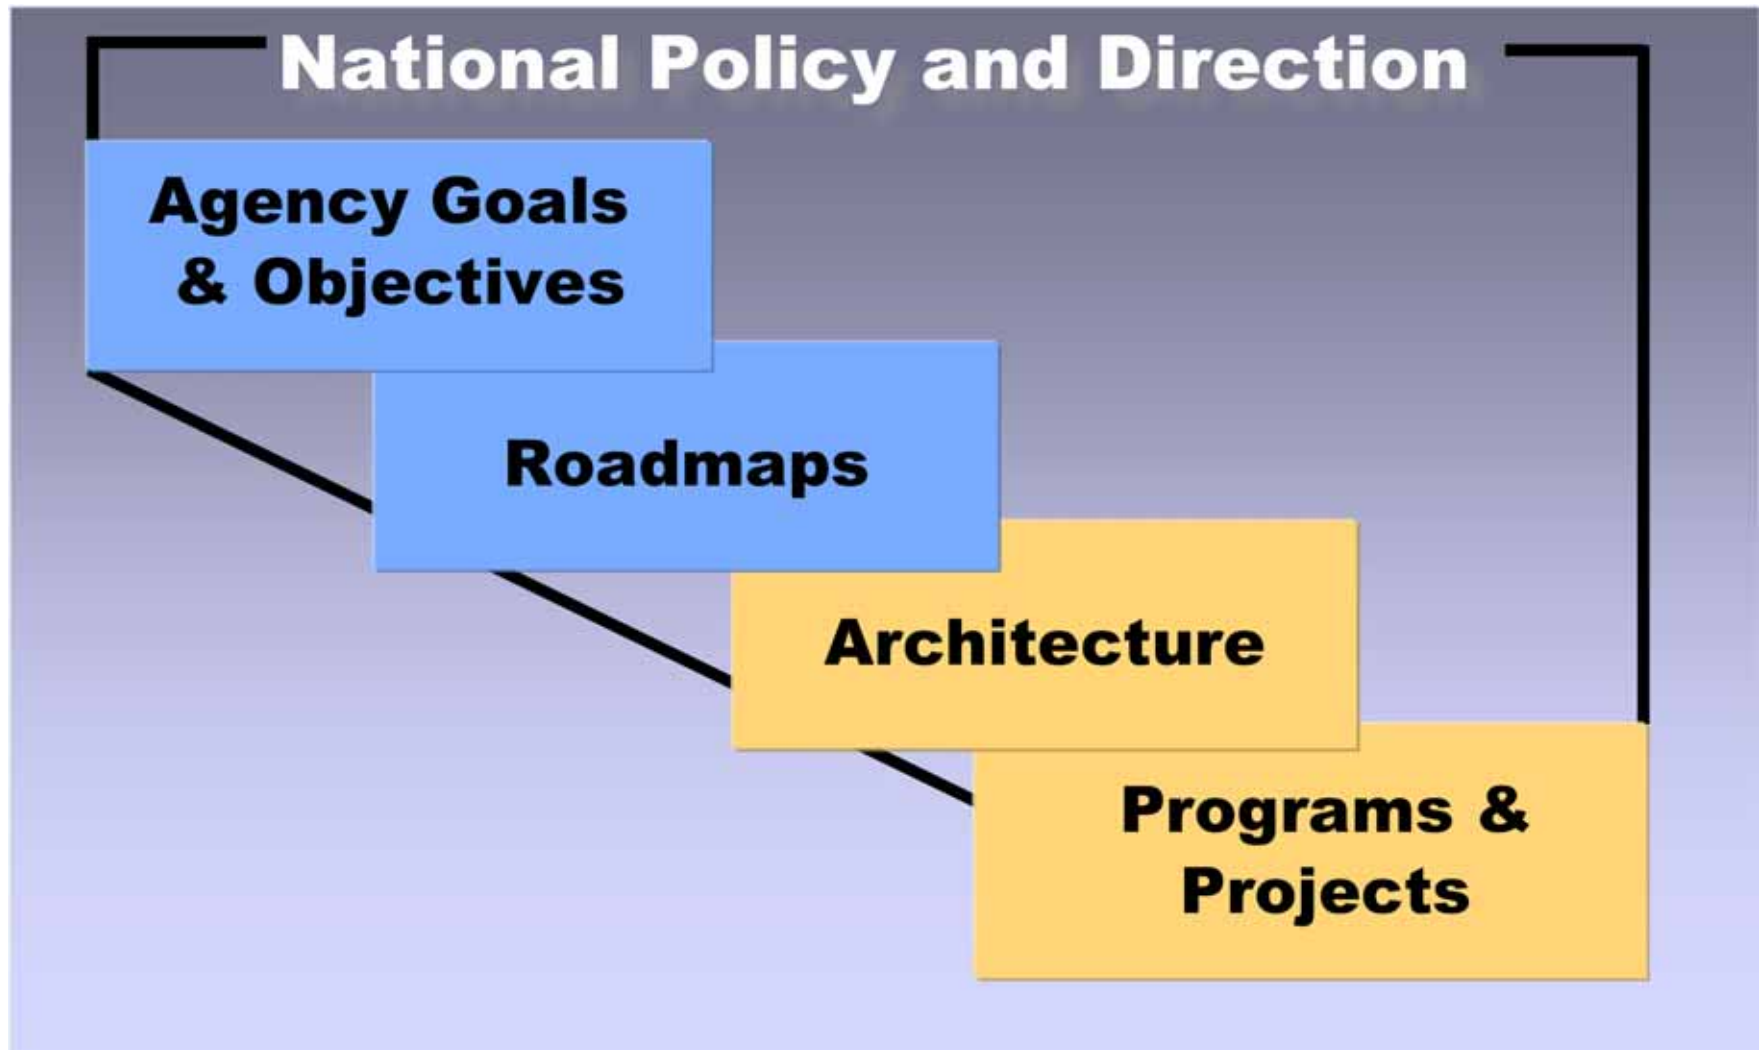 National Policy and Direction
Agency Goals
& Objectives
Roadmaps
Architecture
Programs &
Projects